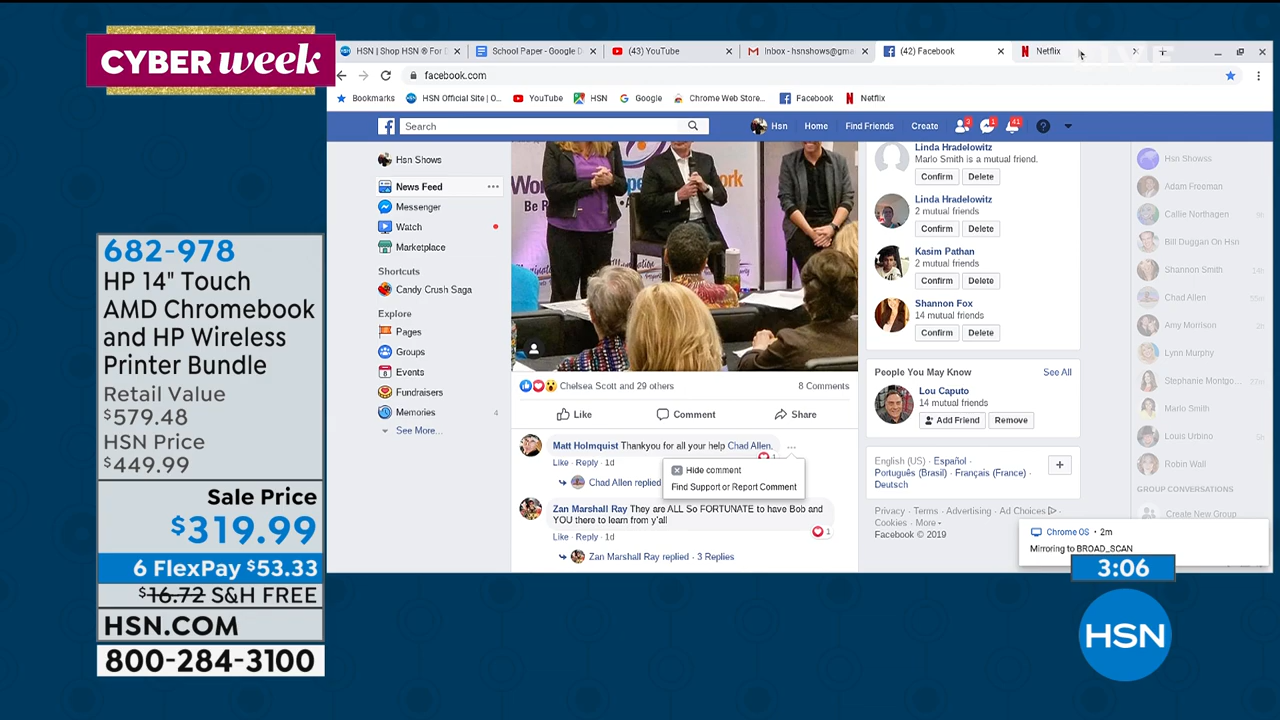 CYBER week
682-978
HP 14" Touch
AMD Chromebook
and HP Wireless
Printer Bundle
Retail Value
$579.48
HSN Price
$449.99
Sale Price
$319.99
6 FlexPay $53.33
$16.72 S&H FREE
HSN.COM
800-284-3100
HSN | Shop HSN ® For D
School Paper - Google D
(43) YouTube
Inbox - hsnshows@gma
(42) Facebook
Netflix
LIVE
facebook.com
Bookmarks
HSN Official Site | O...
YouTube
HSN
Google
Chrome Web Store...
Facebook
Netflix
Search
Hsn
Home
Find Friends
Create
3
1
41
Hsn Shows
News Feed
Messenger
Watch
Marketplace
Shortcuts
Candy Crush Saga
Explore
Pages
Groups
Events
Fundraisers
Memories 4
See More...
Chelsea Scott and 29 others
8 Comments
Like
Comment
Share
Matt Holmquist Thankyou for all your help Chad Allen.
1
Like · Reply · 1d
Chad Allen replied
Hide comment
Find Support or Report Comment
Zan Marshall Ray They are ALL So FORTUNATE to have Bob and
YOU there to learn from y'all
1
Like · Reply · 1d
Zan Marshall Ray replied · 3 Replies
Linda Hradelowitz
Marlo Smith is a mutual friend.
Confirm Delete
Linda Hradelowitz
2 mutual friends
Confirm Delete
Kasim Pathan
2 mutual friends
Confirm Delete
Shannon Fox
14 mutual friends
Confirm Delete
People You May Know See All
Lou Caputo
14 mutual friends
Add Friend Remove
English (US) · Español ·
Português (Brasil) · Français (France) ·
Deutsch
Privacy · Terms · Advertising · Ad Choices ·
Cookies · More
Facebook © 2019
Hsn Showss
Adam Freeman
Callie Northagen
Bill Duggan On Hsn
Shannon Smith
Chad Allen
Amy Morrison
Lynn Murphy
Stephanie Montgo...
Marlo Smith
Louis Urbino
Robin Wall
GROUP CONVERSATIONS
Create New Group
Chrome OS · 2m
Mirroring to BROAD_SCAN
3:06
HSN